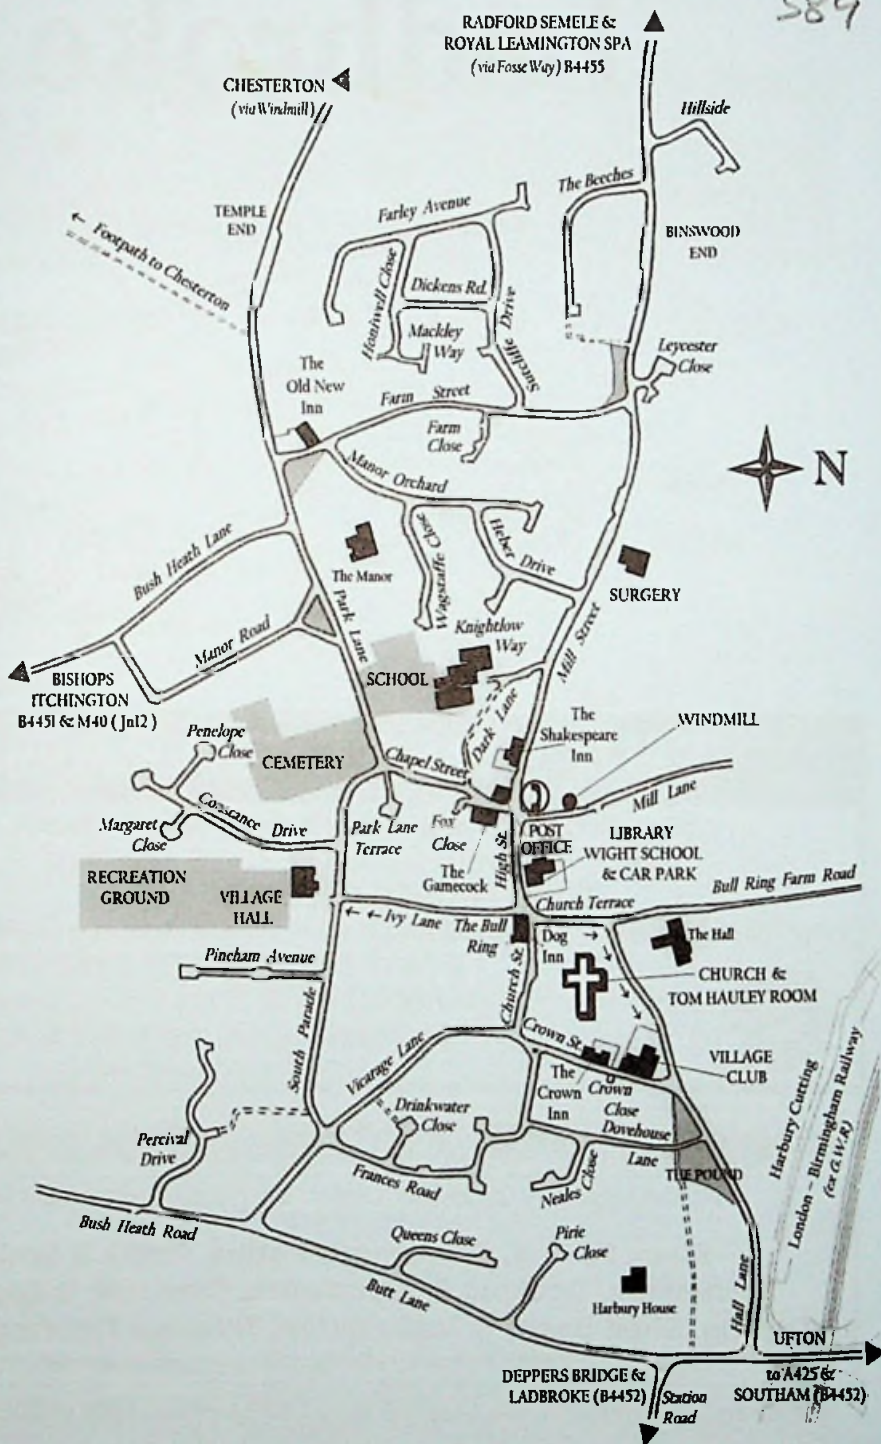 589
RADFORD SEMELE &
ROYAL LEAMINGTON SPA
(via Fosse Way) B4455
CHESTERTON
(via Windmill)
Hillside
The Beeches
TEMPLE
END
Farley Avenue
BINSWOOD
END
← Footpath to Chesterton
Honiwell Close
Dickens Rd.
Sutcliffe Drive
Mackley
Way
Leycester
Close
The
Old New
Inn
Farm Street
Farm
Close
N
Manor Orchard
Bush Heath Lane
Wagstaffe Close
Heber Drive
The Manor
SURGERY
Park Lane
Manor Road
Knightlow
Way
Mill Street
SCHOOL
BISHOPS
ITCHINGTON
B4451 & M40 (Jn12)
Dark Lane
The
Shakespeare
Inn
WINDMILL
Penelope
Close
CEMETERY
Chapel Street
Mill Lane
Constance Drive
Margaret
Close
Park Lane
Terrace
Fox
Close
High St.
POST
OFFICE
LIBRARY
WIGHT SCHOOL
& CAR PARK
The
Gamecock
RECREATION
GROUND
VILLAGE
HALL
Bull Ring Farm Road
Church Terrace
← ← Ivy Lane
The Bull
Ring
Dog
Inn
→
The Hall
Pincham Avenue
Church St.
CHURCH &
TOM HAULEY ROOM
South Parade
Vicarage Lane
Crown St.
VILLAGE
CLUB
The
Crown
Inn
Crown
Close
Drinkwater
Close
Dovehouse
Lane
Harbury Cutting
London - Birmingham Railway
(ex G.W.R)
Percival
Drive
THE POUND
Frances Road
Neales Close
Bush Heath Road
Queens Close
Pirie
Close
Butt Lane
Harbury House
Hall Lane
UFTON
DEPPERS BRIDGE &
LADBROKE (B4452)
to A425 &
SOUTHAM (B4452)
Station
Road